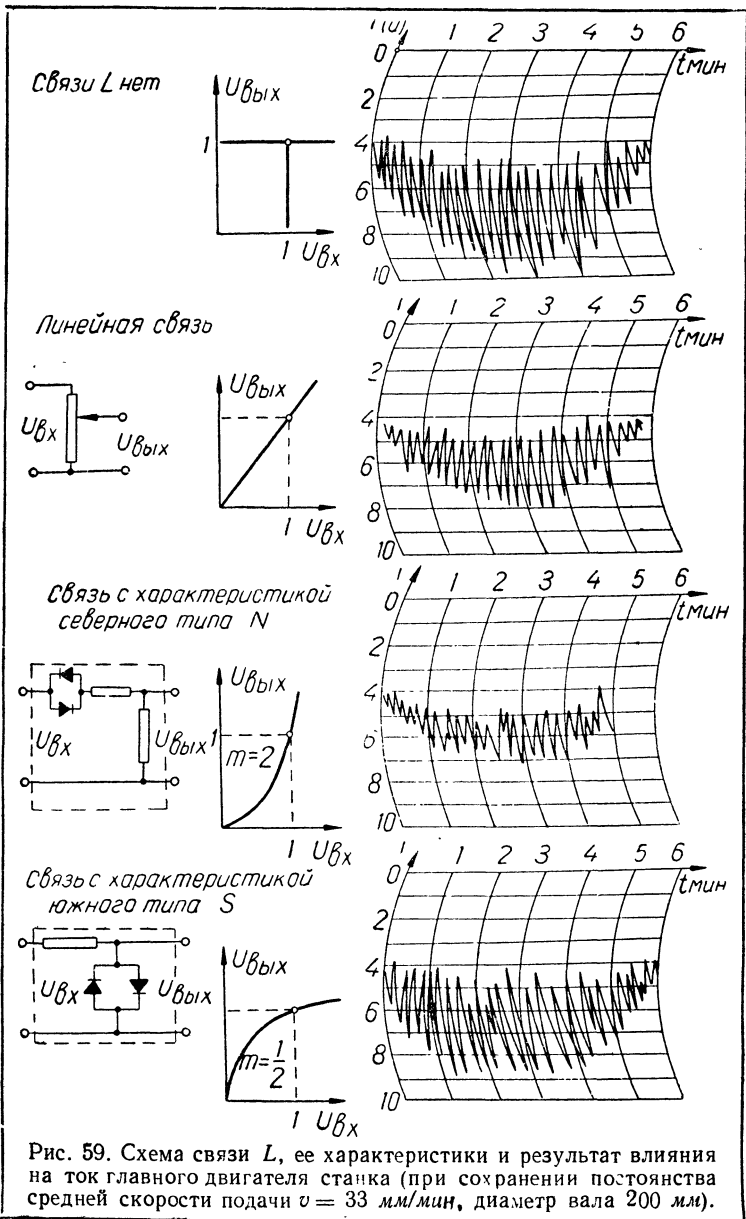 I(U) 1 2 3 4 5 6
0
tмин
Связи L нет
Uвых
2
4
1
6
8
1 Uвх
10
I 1 2 3 4 5 6
0
tмин
Линейная связь
2
Uвых
4
Uвх
Uвых
6
8
1 Uвх
10
I 1 2 3 4 5 6
0
tмин
Связь с характеристикой
северного типа N
2
Uвых
4
Uвх
Uвых
1
m=2
6
8
1 Uвх
10
I 1 2 3 4 5 6
0
tмин
Связь с характеристикой
южного типа S
2
Uвых
4
Uвх
Uвых
6
m=1/2
8
10
1 Uвх
Рис. 59. Схема связи L, ее характеристики и результат влияния
на ток главного двигателя станка (при сохранении постоянства
средней скорости подачи v = 33 мм/мин, диаметр вала 200 мм).